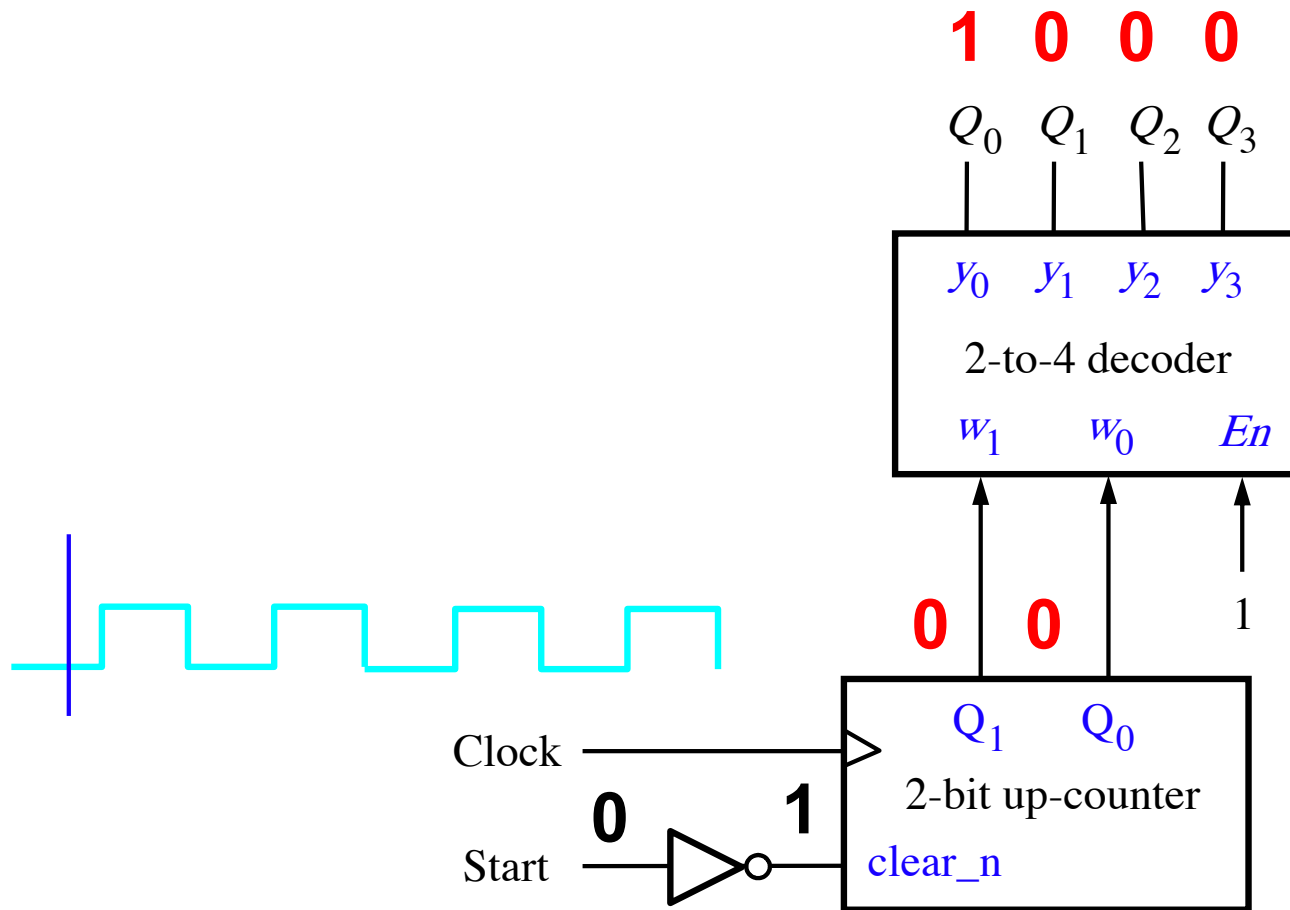 1 0 0 0
Q0 Q1 Q2 Q3
y0 y1 y2 y3
2-to-4 decoder
w1 w0 En
0 0 1
Q1 Q0
Clock
2-bit up-counter
0 1
Start
clear_n